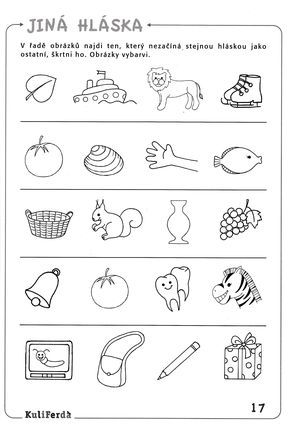 JINÁ HLÁSKA
V řadě obrázků najdi ten, který nezačíná stejnou hláskou jako
ostatní, škrtni ho. Obrázky vybarvi.
KuliFerda
17